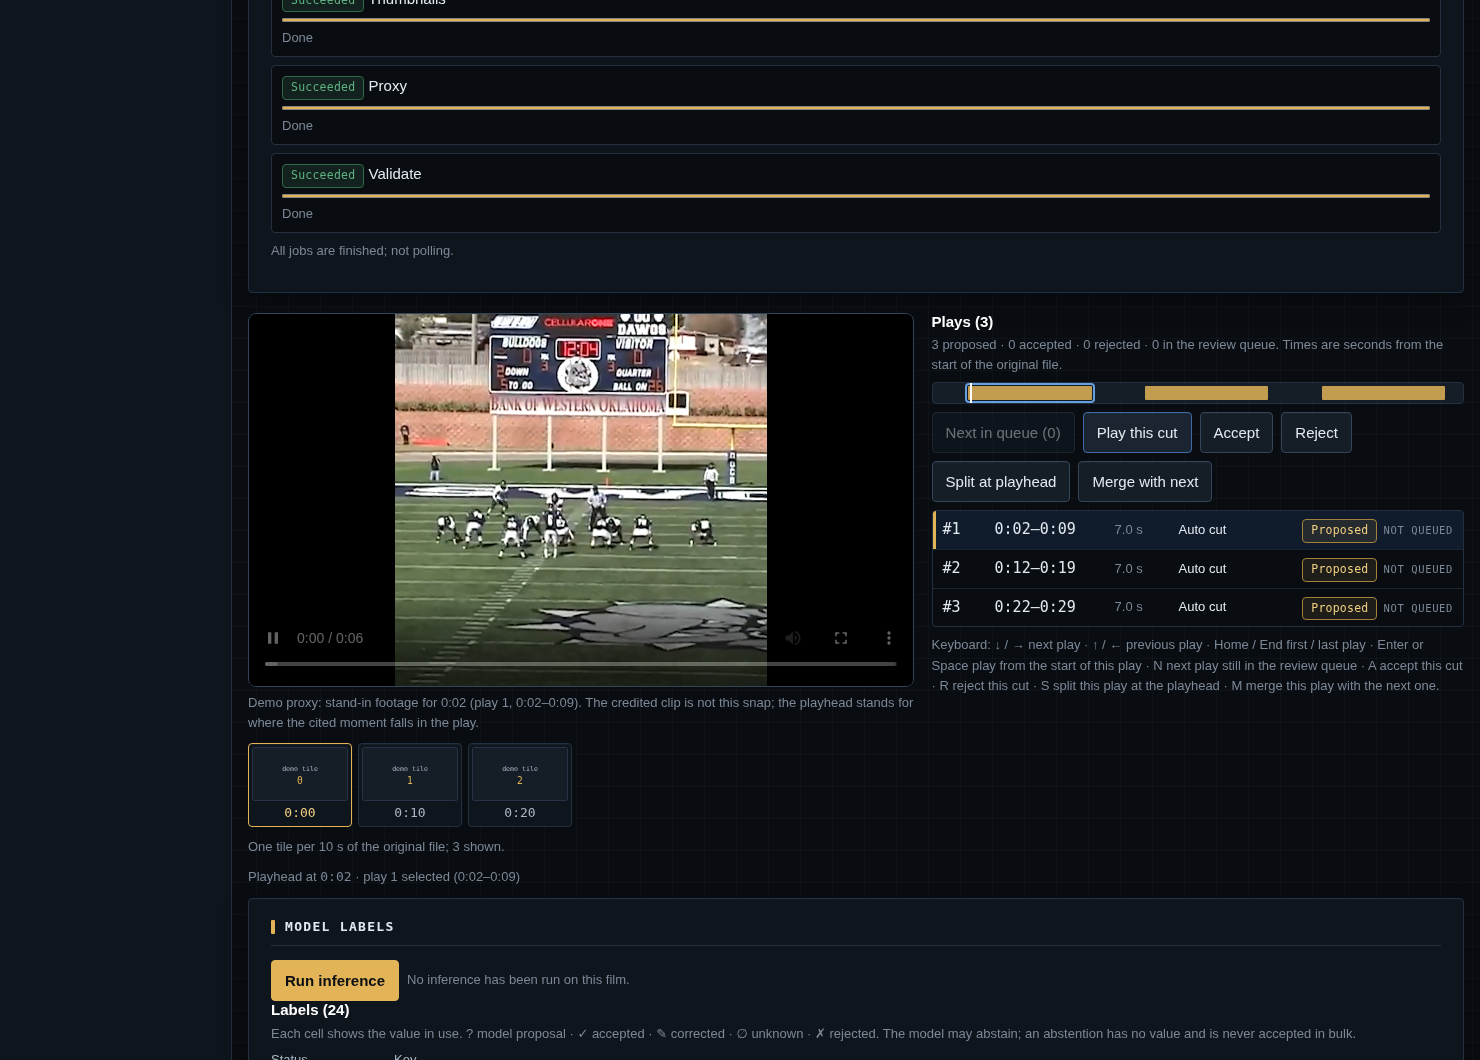 Succeeded Thumbnails
Done
Succeeded Proxy
Done
Succeeded Validate
Done
All jobs are finished; not polling.
BULLDOGS
CELLULARONE
GO
DAWGS
VISITOR
12:04
DOWN
QUARTER
TO GO
BALL ON
BANK OF WESTERN OKLAHOMA
0:00 / 0:06
Demo proxy: stand-in footage for 0:02 (play 1, 0:02–0:09). The credited clip is not this snap; the playhead stands for
where the cited moment falls in the play.
demo tile demo tile demo tile
0 1 2
0:00 0:10 0:20
One tile per 10 s of the original file; 3 shown.
Playhead at 0:02 · play 1 selected (0:02–0:09)
Plays (3)
3 proposed · 0 accepted · 0 rejected · 0 in the review queue. Times are seconds from the
start of the original file.
Next in queue (0) Play this cut Accept Reject
Split at playhead Merge with next
#1 0:02–0:09 7.0 s Auto cut Proposed NOT QUEUED
#2 0:12–0:19 7.0 s Auto cut Proposed NOT QUEUED
#3 0:22–0:29 7.0 s Auto cut Proposed NOT QUEUED
Keyboard: ↓ / → next play · ↑ / ← previous play · Home / End first / last play · Enter or
Space play from the start of this play · N next play still in the review queue · A accept this cut
· R reject this cut · S split this play at the playhead · M merge this play with the next one.
MODEL LABELS
Run inference No inference has been run on this film.
Labels (24)
Each cell shows the value in use. ? model proposal · ✓ accepted · ✎ corrected · ∅ unknown · ✗ rejected. The model may abstain; an abstention has no value and is never accepted in bulk.
Status Key